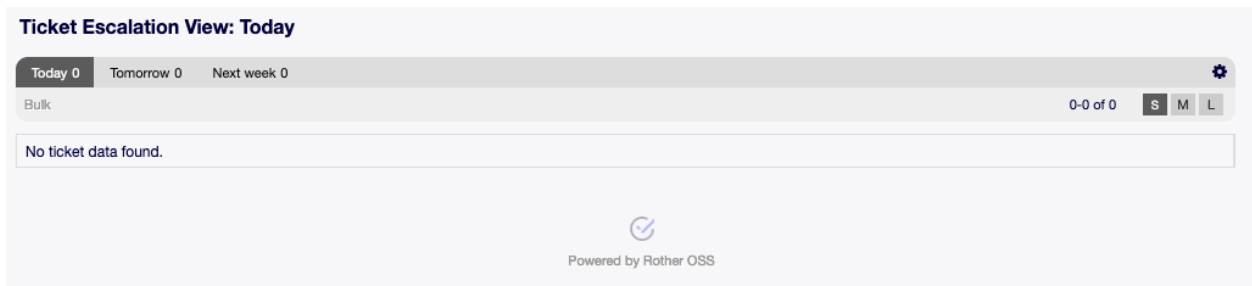 Ticket Escalation View: Today
Today 0 Tomorrow 0 Next week 0
Bulk 0-0 of 0 S M L
No ticket data found.
Powered by Rother OSS